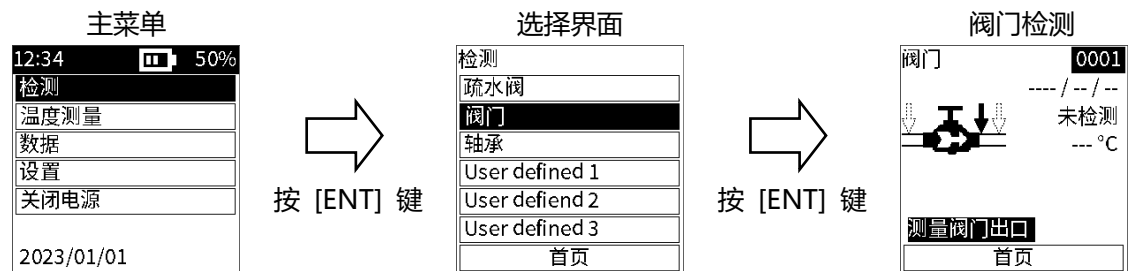 主菜单
12:34 50%
检测
温度测量
数据
设置
关闭电源
2023/01/01
按 [ENT] 键
选择界面
检测
疏水阀
阀门
轴承
User defined 1
User defiend 2
User defined 3
首页
按 [ENT] 键
阀门检测
阀门 0001
---- / -- / --
未检测
--- °C
测量阀门出口
首页